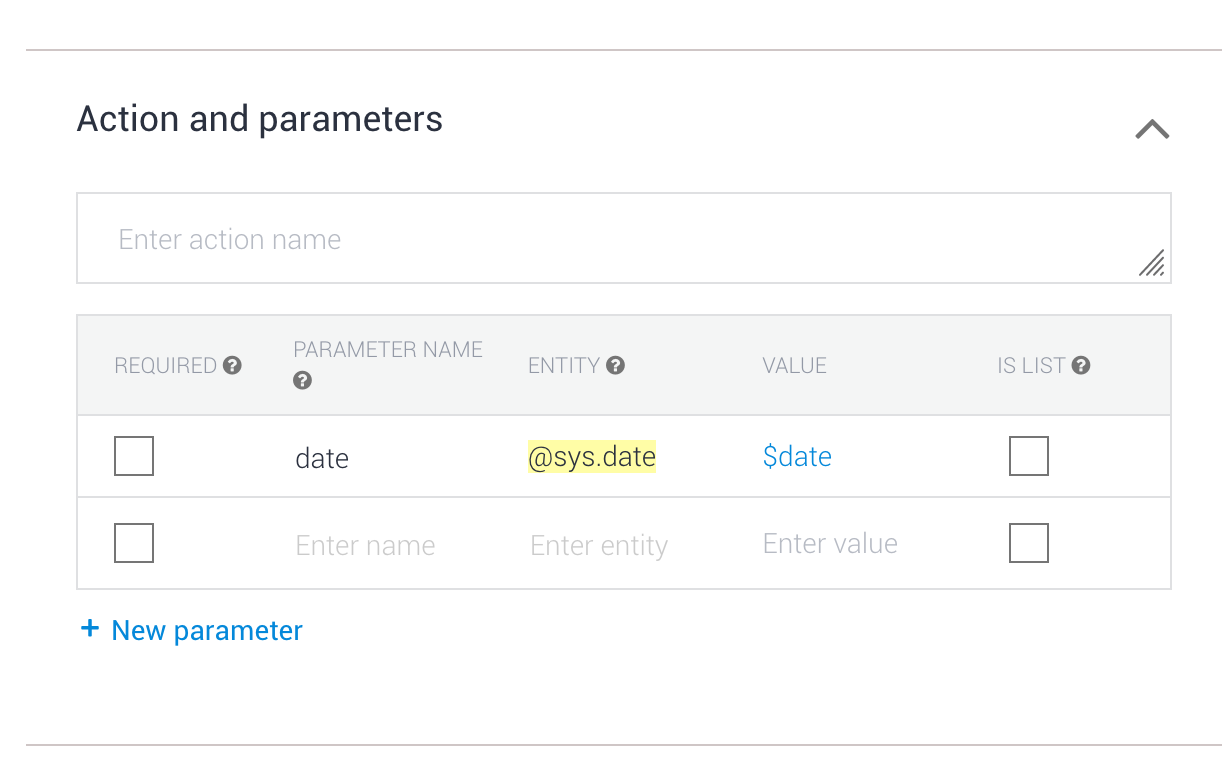 Action and parameters
Enter action name
REQUIRED ? PARAMETER NAME ? ENTITY ? VALUE IS LIST ?
date @sys.date $date
Enter name Enter entity Enter value
+ New parameter